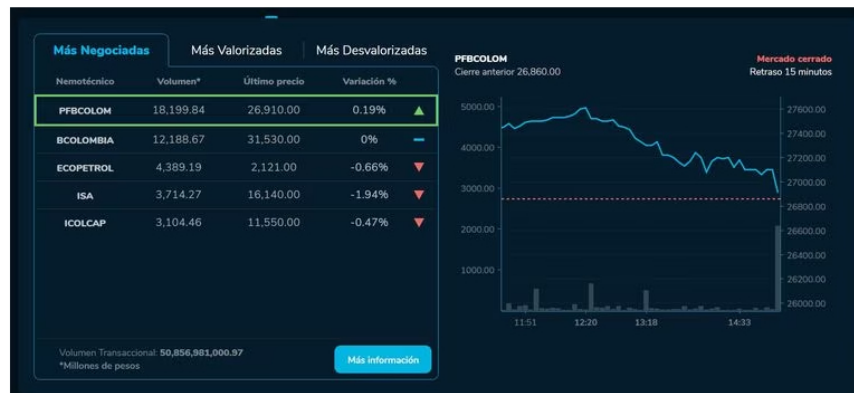 Más Negociadas Más Valorizadas Más Desvalorizadas
Nemotécnico Volumen* Último precio Variación %
PFBCOLOM 18,199.84 26,910.00 0.19%
BCOLOMBIA 12,188.67 31,530.00 0%
ECOPETROL 4,389.19 2,121.00 -0.66%
ISA 3,714.27 16,140.00 -1.94%
ICOLCAP 3,104.46 11,550.00 -0.47%
Volumen Transaccional: 50,856,981,000.97
*Millones de pesos
Más información
PFBCOLOM Mercado cerrado
Cierre anterior 26,860.00 Retraso 15 minutos
5000.00 27600.00
27400.00
4000.00
27200.00
3000.00 27000.00
26800.00
2000.00 26600.00
26400.00
1000.00
26200.00
26000.00
11:51 12:20 13:18 14:33